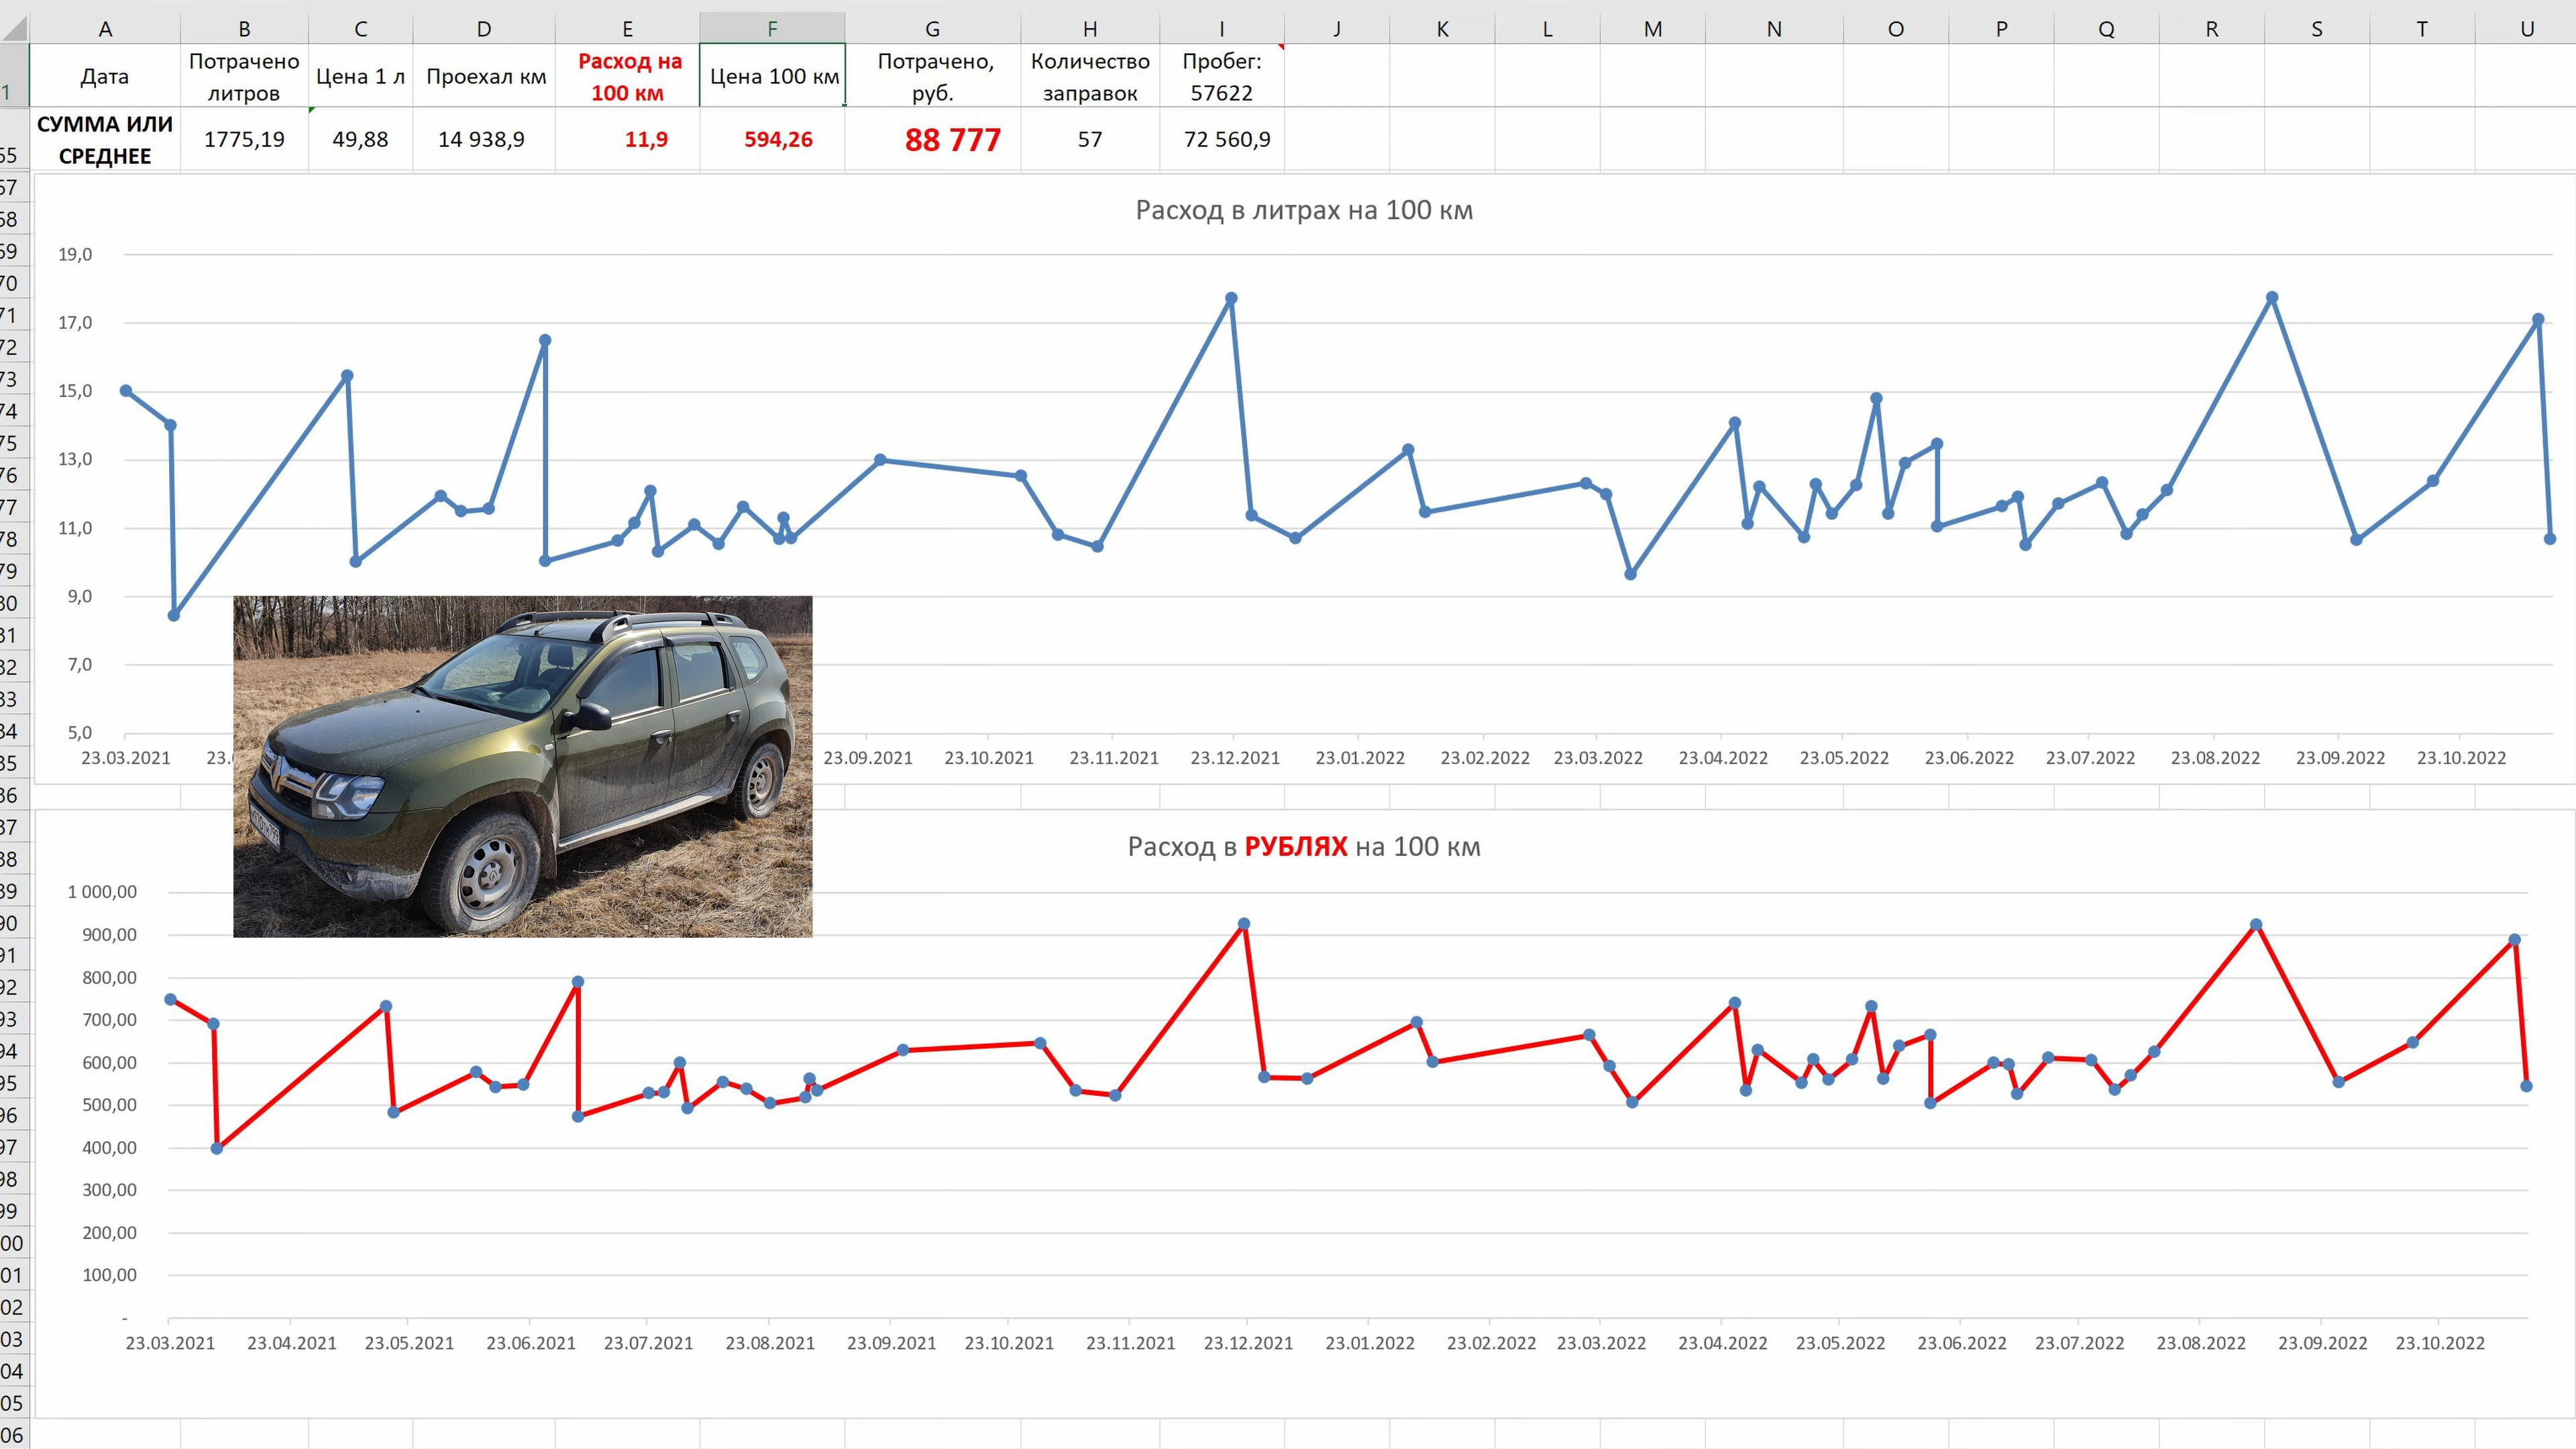 A B C D E F G H I J K L M N O P Q R S T U
1
Дата
Потрачено
литров
Цена 1 л
Проехал км
Расход на
100 км
Цена 100 км
Потрачено,
руб.
Количество
заправок
Пробег:
57622
СУММА ИЛИ
СРЕДНЕЕ
1775,19 49,88 14 938,9 11,9 594,26 88 777 57 72 560,9
Расход в литрах на 100 км
19,0
17,0
15,0
13,0
11,0
9,0
7,0
5,0
23.03.2021 23.09.2021 23.10.2021 23.11.2021 23.12.2021 23.01.2022 23.02.2022 23.03.2022 23.04.2022 23.05.2022 23.06.2022 23.07.2022 23.08.2022 23.09.2022 23.10.2022
Расход в РУБЛЯХ на 100 км
1 000,00
900,00
800,00
700,00
600,00
500,00
400,00
300,00
200,00
100,00
-
23.03.2021 23.04.2021 23.05.2021 23.06.2021 23.07.2021 23.08.2021 23.09.2021 23.10.2021 23.11.2021 23.12.2021 23.01.2022 23.02.2022 23.03.2022 23.04.2022 23.05.2022 23.06.2022 23.07.2022 23.08.2022 23.09.2022 23.10.2022